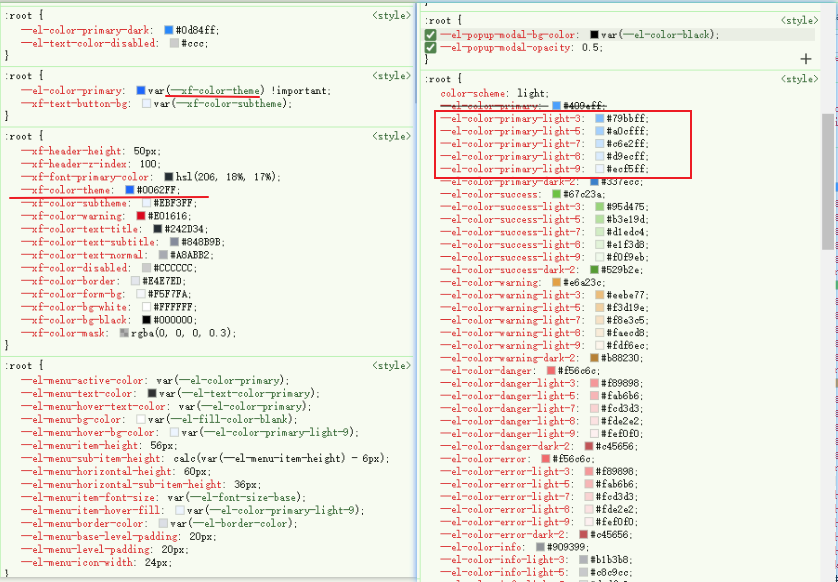 :root {
<style>
--el-color-primary-dark: #0d84ff;
--el-text-color-disabled: #ccc;
}
:root {
<style>
--el-color-primary: var(--xf-color-theme) !important;
--xf-text-button-bg: var(--xf-color-subtheme);
}
:root {
<style>
--xf-header-height: 50px;
--xf-header-z-index: 100;
--xf-font-primary-color: hsl(206, 18%, 17%);
--xf-color-theme: #0062FF;
--xf-color-subtheme: #EBF3FF;
--xf-color-warning: #E01616;
--xf-color-text-title: #242D34;
--xf-color-text-subtitle: #848B9B;
--xf-color-text-normal: #A8ABB2;
--xf-color-disabled: #CCCCCC;
--xf-color-border: #E4E7ED;
--xf-color-form-bg: #F5F7FA;
--xf-color-bg-white: #FFFFFF;
--xf-color-bg-black: #000000;
--xf-color-mask: rgba(0, 0, 0, 0.3);
}
:root {
<style>
--el-menu-active-color: var(--el-color-primary);
--el-menu-text-color: var(--el-text-color-primary);
--el-menu-hover-text-color: var(--el-color-primary);
--el-menu-bg-color: var(--el-fill-color-blank);
--el-menu-hover-bg-color: var(--el-color-primary-light-9);
--el-menu-item-height: 56px;
--el-menu-sub-item-height: calc(var(--el-menu-item-height) - 6px);
--el-menu-horizontal-height: 60px;
--el-menu-horizontal-sub-item-height: 36px;
--el-menu-item-font-size: var(--el-font-size-base);
--el-menu-item-hover-fill: var(--el-color-primary-light-9);
--el-menu-border-color: var(--el-border-color);
--el-menu-base-level-padding: 20px;
--el-menu-level-padding: 20px;
--el-menu-icon-width: 24px;
}
}
:root {
<style>
--el-popup-modal-bg-color: var(--el-color-black);
--el-popup-modal-opacity: 0.5;
}
:root {
<style>
color-scheme: light;
--el-color-primary: #409eff;
--el-color-primary-light-3: #79bbff;
--el-color-primary-light-5: #a0cfff;
--el-color-primary-light-7: #c6e2ff;
--el-color-primary-light-8: #d9ecff;
--el-color-primary-light-9: #ecf5ff;
--el-color-primary-dark-2: #337ecc;
--el-color-success: #67c23a;
--el-color-success-light-3: #95d475;
--el-color-success-light-5: #b3e19d;
--el-color-success-light-7: #d1edc4;
--el-color-success-light-8: #e1f3d8;
--el-color-success-light-9: #f0f9eb;
--el-color-success-dark-2: #529b2e;
--el-color-warning: #e6a23c;
--el-color-warning-light-3: #eebe77;
--el-color-warning-light-5: #f3d19e;
--el-color-warning-light-7: #f8e3c5;
--el-color-warning-light-8: #faecd8;
--el-color-warning-light-9: #fdf6ec;
--el-color-warning-dark-2: #b88230;
--el-color-danger: #f56c6c;
--el-color-danger-light-3: #f89898;
--el-color-danger-light-5: #fab6b6;
--el-color-danger-light-7: #fcd3d3;
--el-color-danger-light-8: #fde2e2;
--el-color-danger-light-9: #fef0f0;
--el-color-danger-dark-2: #c45656;
--el-color-error: #f56c6c;
--el-color-error-light-3: #f89898;
--el-color-error-light-5: #fab6b6;
--el-color-error-light-7: #fcd3d3;
--el-color-error-light-8: #fde2e2;
--el-color-error-light-9: #fef0f0;
--el-color-error-dark-2: #c45656;
--el-color-info: #909399;
--el-color-info-light-3: #b1b3b8;
--el-color-info-light-5: #c8c9cc;